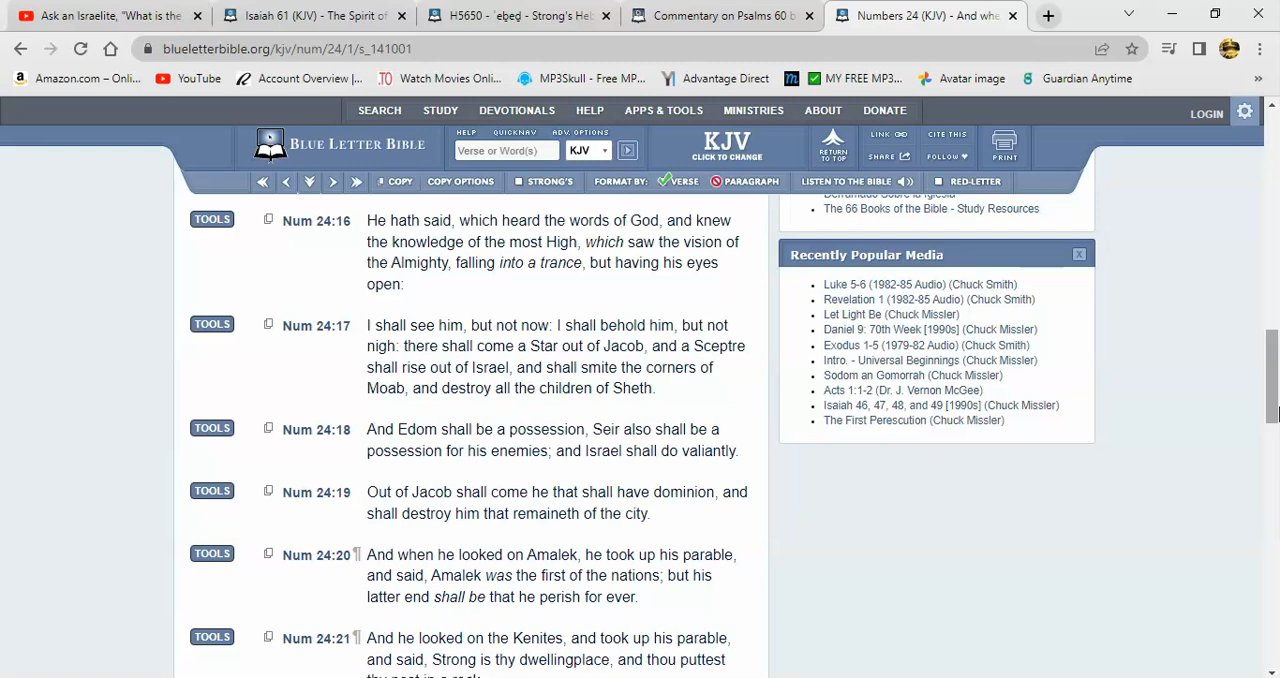 Ask an Israelite, "What is the
Isaiah 61 (KJV) - The Spirit of
H5650 - ʿeḇeḏ - Strong's Heb
Commentary on Psalms 60 b
Numbers 24 (KJV) - And whe
blueletterbible.org/kjv/num/24/1/s_141001
Amazon.com – Onli...
YouTube
Account Overview |...
Watch Movies Onl...
MP3Skull - Free MP...
Advantage Direct
MY FREE MP3...
Avatar image
Guardian Anytime
SEARCH STUDY DEVOTIONALS HELP APPS & TOOLS MINISTRIES ABOUT DONATE
LOGIN
BLUE LETTER BIBLE
HELP QUICKNAV ADV. OPTIONS
Verse or Word(s)
KJV
KJV
CLICK TO CHANGE
RETURN
TO TOP
LINK
SHARE
CITE THIS
FOLLOW
PRINT
COPY COPY OPTIONS STRONG'S FORMAT BY: VERSE PARAGRAPH LISTEN TO THE BIBLE RED-LETTER
TOOLS Num 24:16 He hath said, which heard the words of God, and knew
the knowledge of the most High, which saw the vision of
the Almighty, falling into a trance, but having his eyes
open:
TOOLS Num 24:17 I shall see him, but not now: I shall behold him, but not
nigh: there shall come a Star out of Jacob, and a Sceptre
shall rise out of Israel, and shall smite the corners of
Moab, and destroy all the children of Sheth.
TOOLS Num 24:18 And Edom shall be a possession, Seir also shall be a
possession for his enemies; and Israel shall do valiantly.
TOOLS Num 24:19 Out of Jacob shall come he that shall have dominion, and
shall destroy him that remaineth of the city.
TOOLS Num 24:20¶ And when he looked on Amalek, he took up his parable,
and said, Amalek was the first of the nations; but his
latter end shall be that he perish for ever.
TOOLS Num 24:21¶ And he looked on the Kenites, and took up his parable,
and said, Strong is thy dwellingplace, and thou puttest
thy nest in a rock.
Derramado Sobre la Iglesia
The 66 Books of the Bible - Study Resources
Recently Popular Media
Luke 5-6 (1982-85 Audio) (Chuck Smith)
Revelation 1 (1982-85 Audio) (Chuck Smith)
Let Light Be (Chuck Missler)
Daniel 9: 70th Week [1990s] (Chuck Missler)
Exodus 1-5 (1979-82 Audio) (Chuck Smith)
Intro. - Universal Beginnings (Chuck Missler)
Sodom an Gomorrah (Chuck Missler)
Acts 1:1-2 (Dr. J. Vernon McGee)
Isaiah 46, 47, 48, and 49 [1990s] (Chuck Missler)
The First Perescution (Chuck Missler)